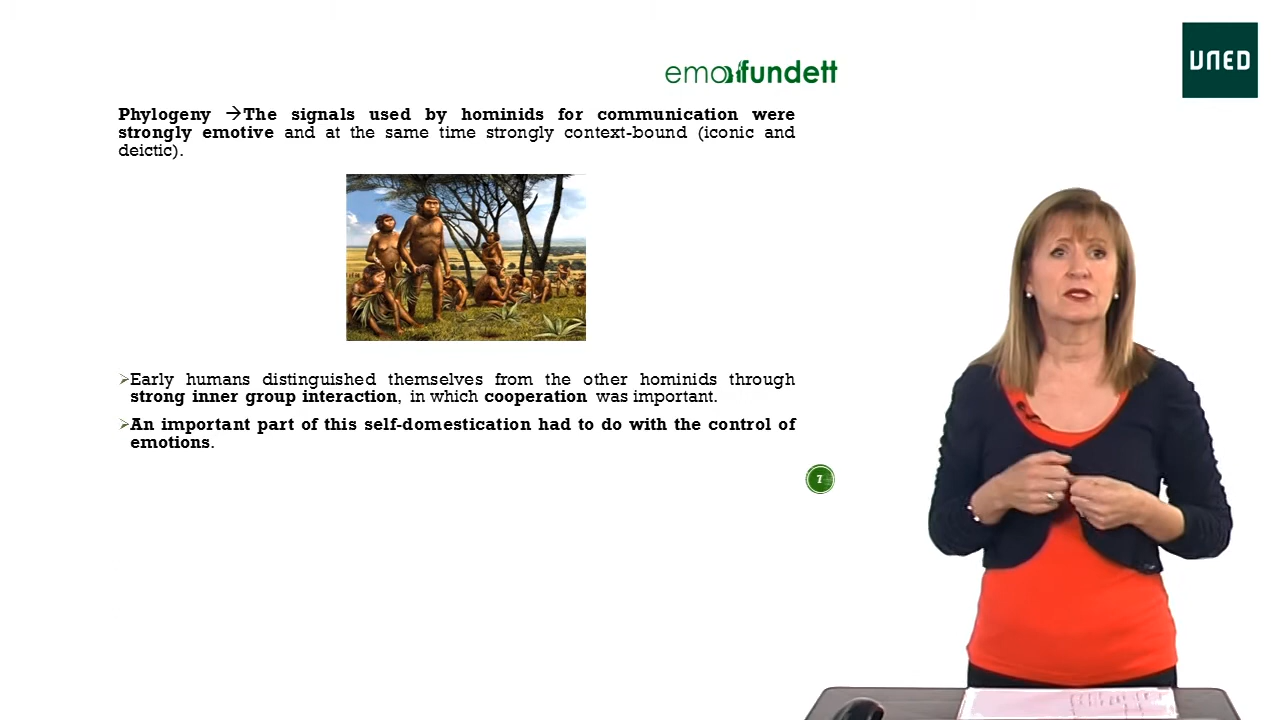 UNED
emo fundett
Phylogeny →The signals used by hominids for communication were
strongly emotive and at the same time strongly context-bound (iconic and
deictic).
➢Early humans distinguished themselves from the other hominids through
strong inner group interaction, in which cooperation was important.
➢An important part of this self-domestication had to do with the control of
emotions.
7